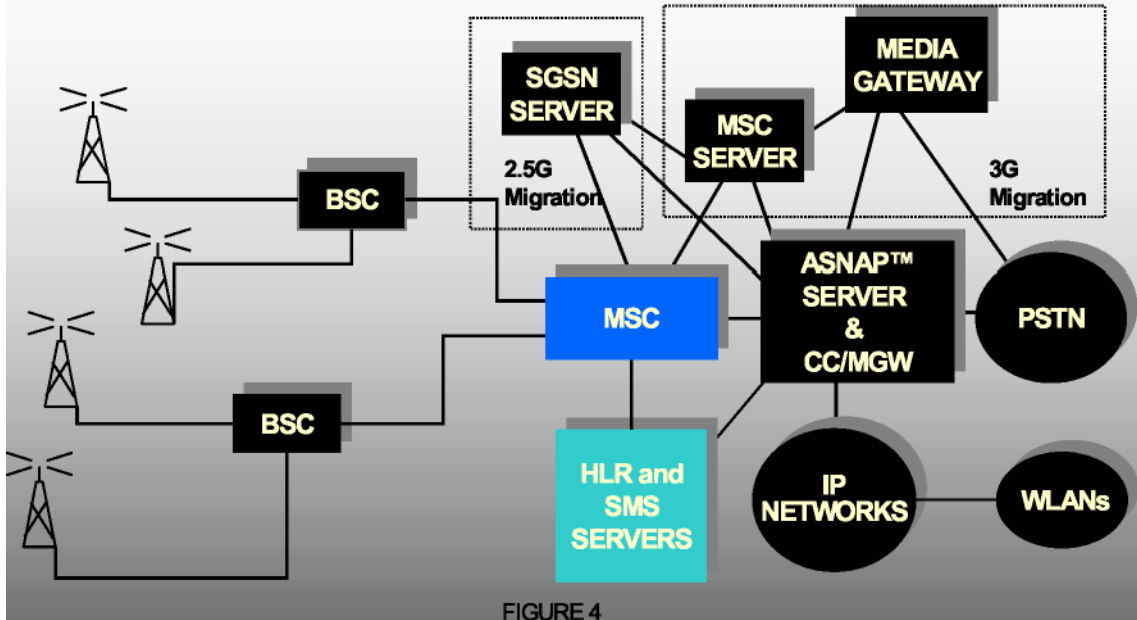 SGSN
SERVER
MEDIA
GATEWAY
MSC
SERVER
2.5G
Migration
3G
Migration
BSC
ASNAP™
SERVER
&
CC/MGW
MSC
PSTN
BSC
HLR and
SMS
SERVERS
IP
NETWORKS
WLANs
FIGURE 4